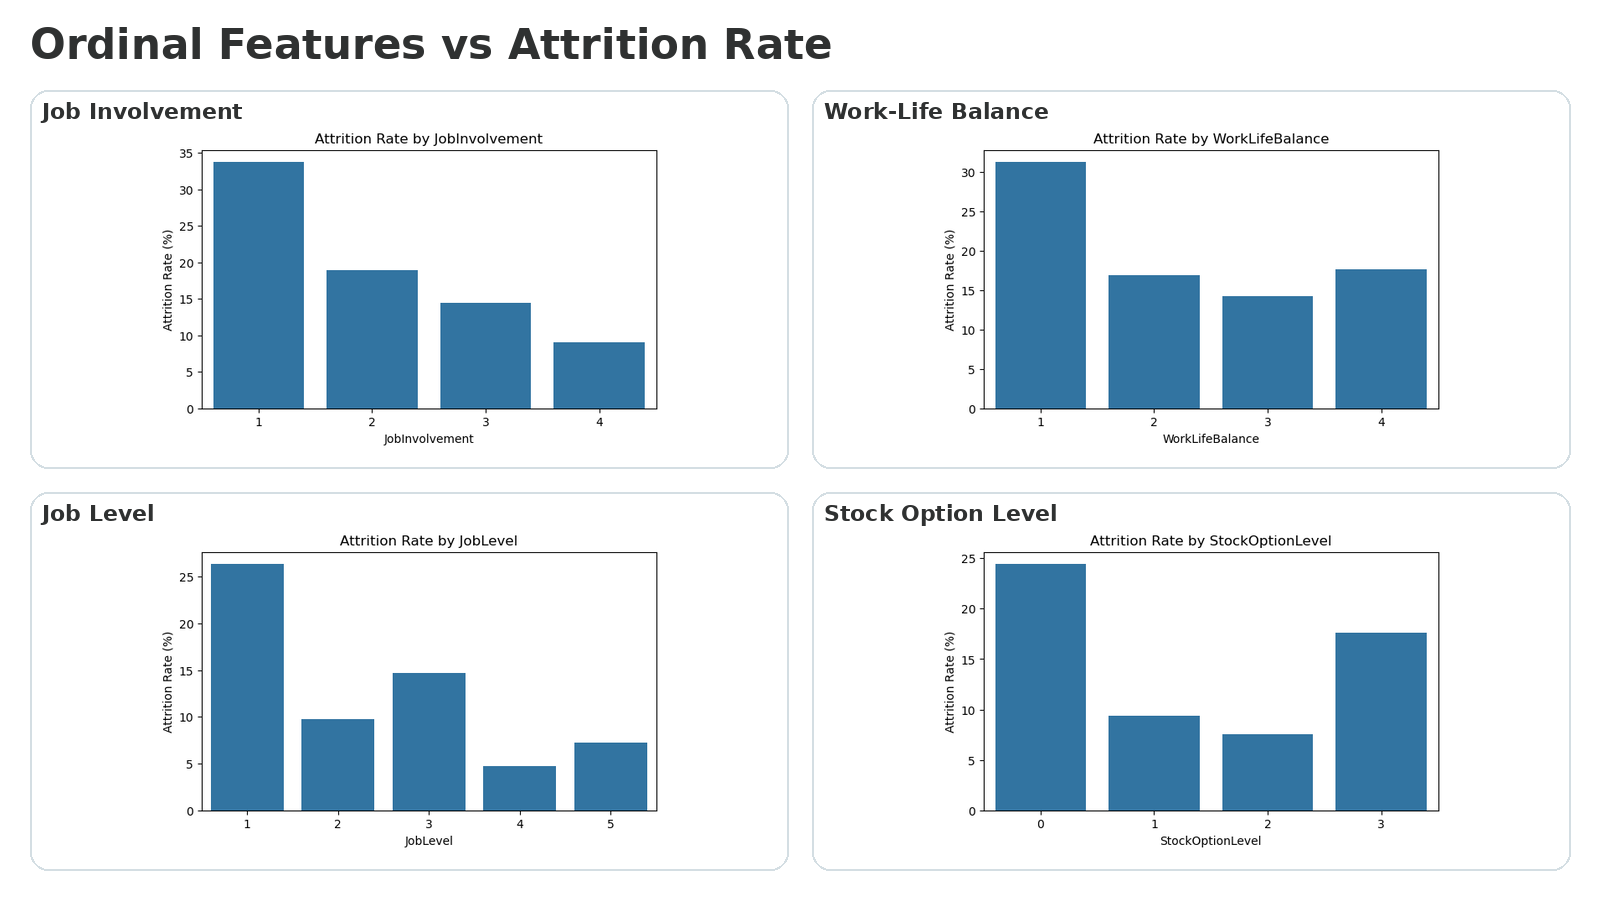 Ordinal Features vs Attrition Rate
Job Involvement
Attrition Rate by JobInvolvement
35
30
25
20
15
10
5
0
Attrition Rate (%)
1 2 3 4
JobInvolvement
Work-Life Balance
Attrition Rate by WorkLifeBalance
30
25
20
15
10
5
0
Attrition Rate (%)
1 2 3 4
WorkLifeBalance
Job Level
Attrition Rate by JobLevel
25
20
15
10
5
0
Attrition Rate (%)
1 2 3 4 5
JobLevel
Stock Option Level
Attrition Rate by StockOptionLevel
25
20
15
10
5
0
Attrition Rate (%)
0 1 2 3
StockOptionLevel